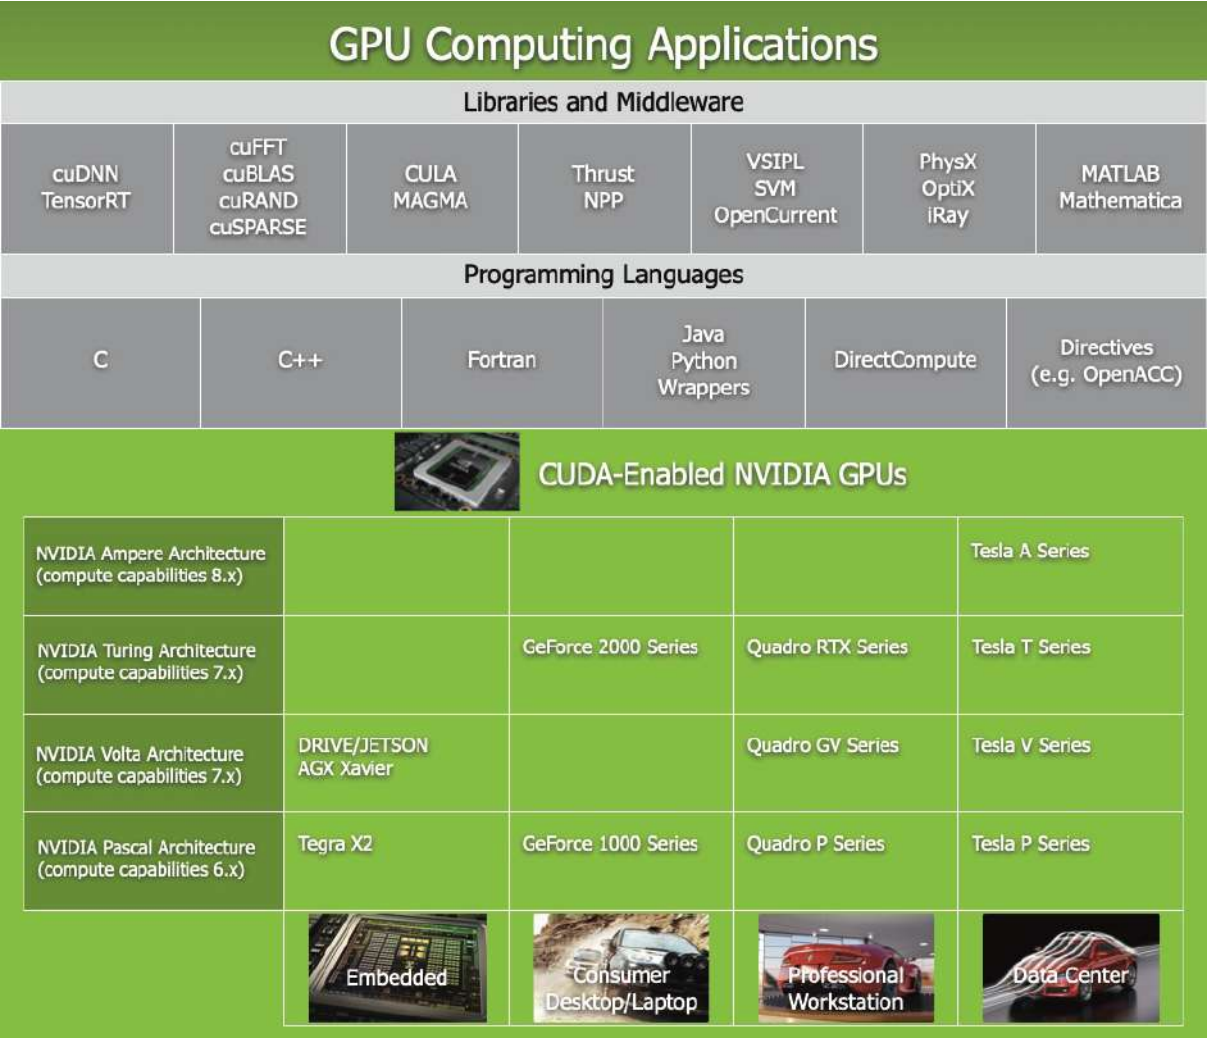 GPU Computing Applications
Libraries and Middleware
cuDNN
TensorRT
cuFFT
cuBLAS
cuRAND
cuSPARSE
CULA
MAGMA
Thrust
NPP
VSIPL
SVM
OpenCurrent
PhysX
OptiX
iRay
MATLAB
Mathematica
Programming Languages
C
C++
Fortran
Java
Python
Wrappers
DirectCompute
Directives
(e.g. OpenACC)
CUDA-Enabled NVIDIA GPUs
NVIDIA Ampere Architecture
(compute capabilities 8.x)
Tesla A Series
NVIDIA Turing Architecture
(compute capabilities 7.x)
GeForce 2000 Series
Quadro RTX Series
Tesla T Series
NVIDIA Volta Architecture
(compute capabilities 7.x)
DRIVE/JETSON
AGX Xavier
Quadro GV Series
Tesla V Series
NVIDIA Pascal Architecture
(compute capabilities 6.x)
Tegra X2
GeForce 1000 Series
Quadro P Series
Tesla P Series
Embedded
Consumer
Desktop/Laptop
Professional
Workstation
Data Center